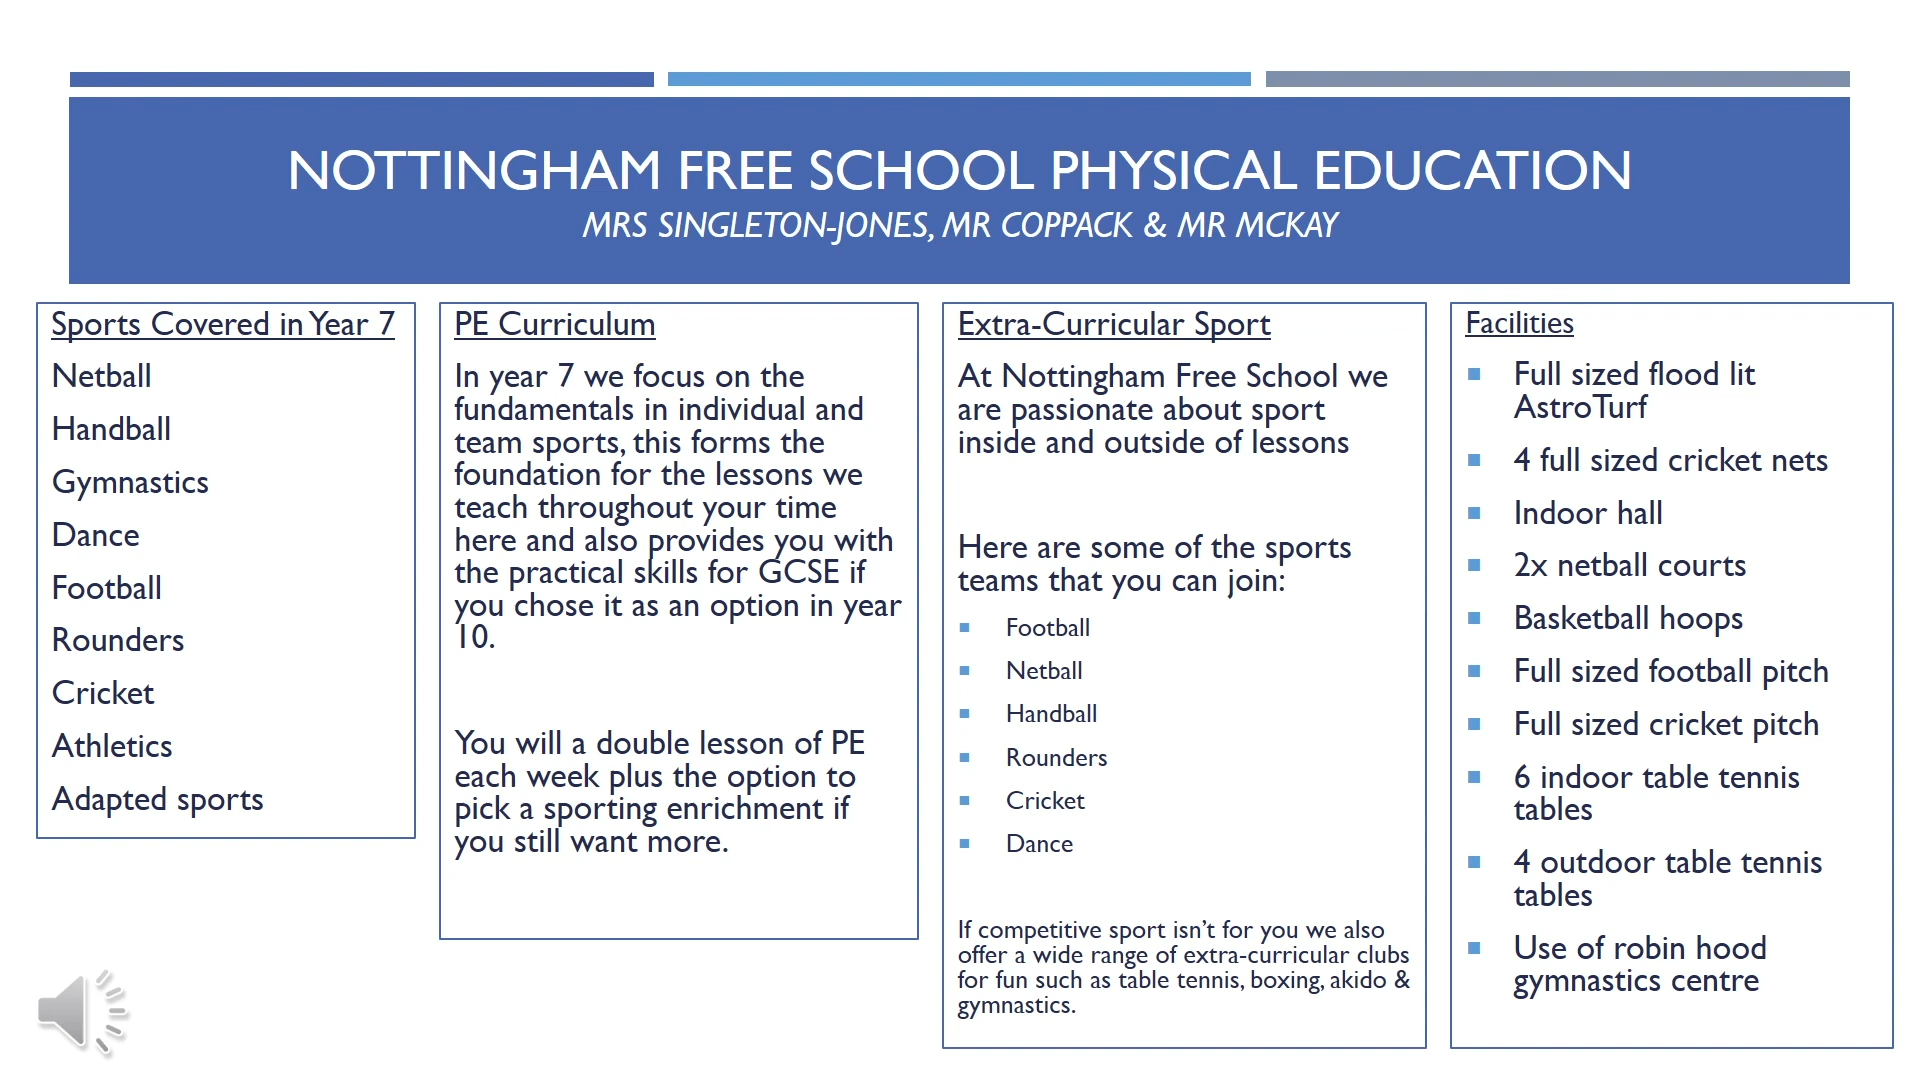 NOTTINGHAM FREE SCHOOL PHYSICAL EDUCATION
MRS SINGLETON-JONES, MR COPPACK & MR MCKAY
Sports Covered in Year 7
Netball
Handball
Gymnastics
Dance
Football
Rounders
Cricket
Athletics
Adapted sports
PE Curriculum
In year 7 we focus on the
fundamentals in individual and
team sports, this forms the
foundation for the lessons we
teach throughout your time
here and also provides you with
the practical skills for GCSE if
you chose it as an option in year
10.
You will a double lesson of PE
each week plus the option to
pick a sporting enrichment if
you still want more.
Extra-Curricular Sport
At Nottingham Free School we
are passionate about sport
inside and outside of lessons
Here are some of the sports
teams that you can join:
Football
Netball
Handball
Rounders
Cricket
Dance
If competitive sport isn’t for you we also
offer a wide range of extra-curricular clubs
for fun such as table tennis, boxing, akido &
gymnastics.
Facilities
Full sized flood lit
AstroTurf
4 full sized cricket nets
Indoor hall
2x netball courts
Basketball hoops
Full sized football pitch
Full sized cricket pitch
6 indoor table tennis
tables
4 outdoor table tennis
tables
Use of robin hood
gymnastics centre